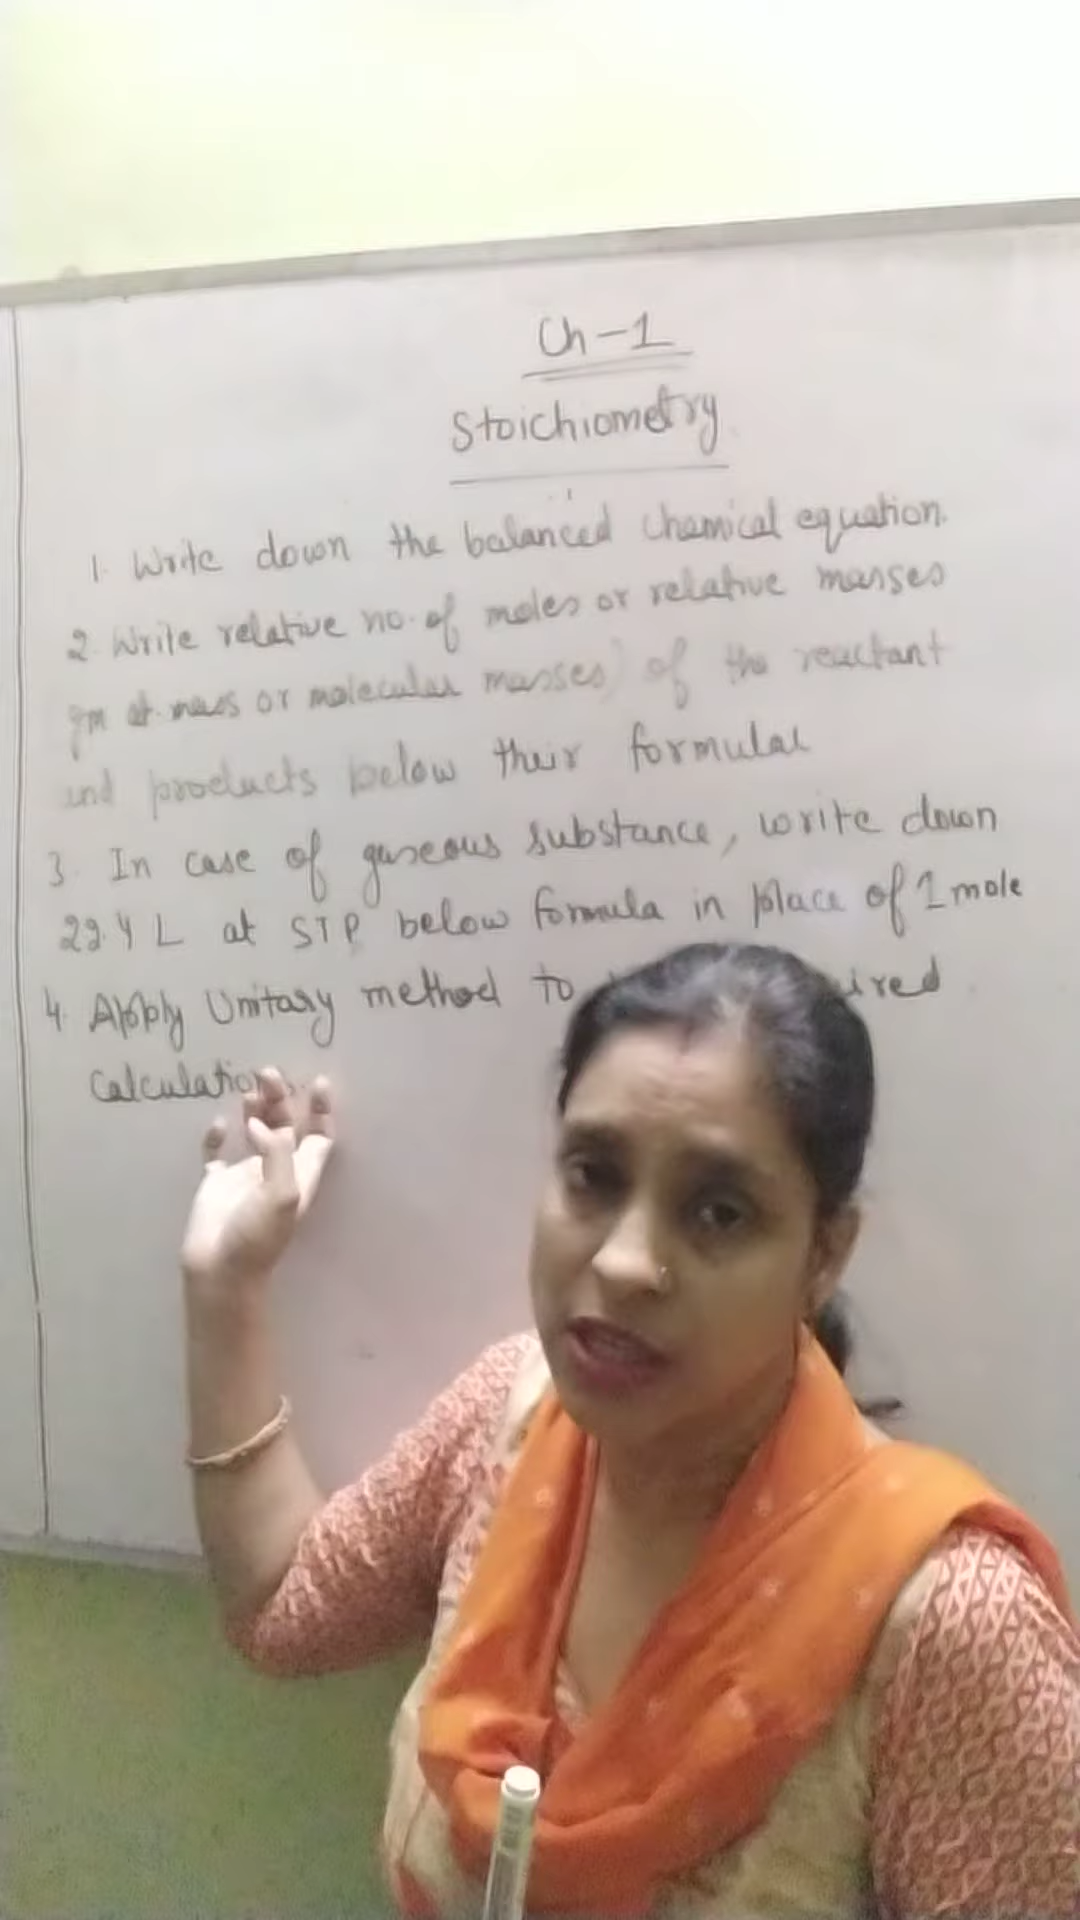 Ch-1
Stoichiometry
1. Write down the balanced chemical equation.
2. Write relative no. of moles or relative masses
gm at. mass or molecular masses) of the reactant
and products below their formulae
3. In case of gaseous substance, write down
22.4 L at STP below formula in place of 1 mole
4. Apply Unitary method to
Calculations.